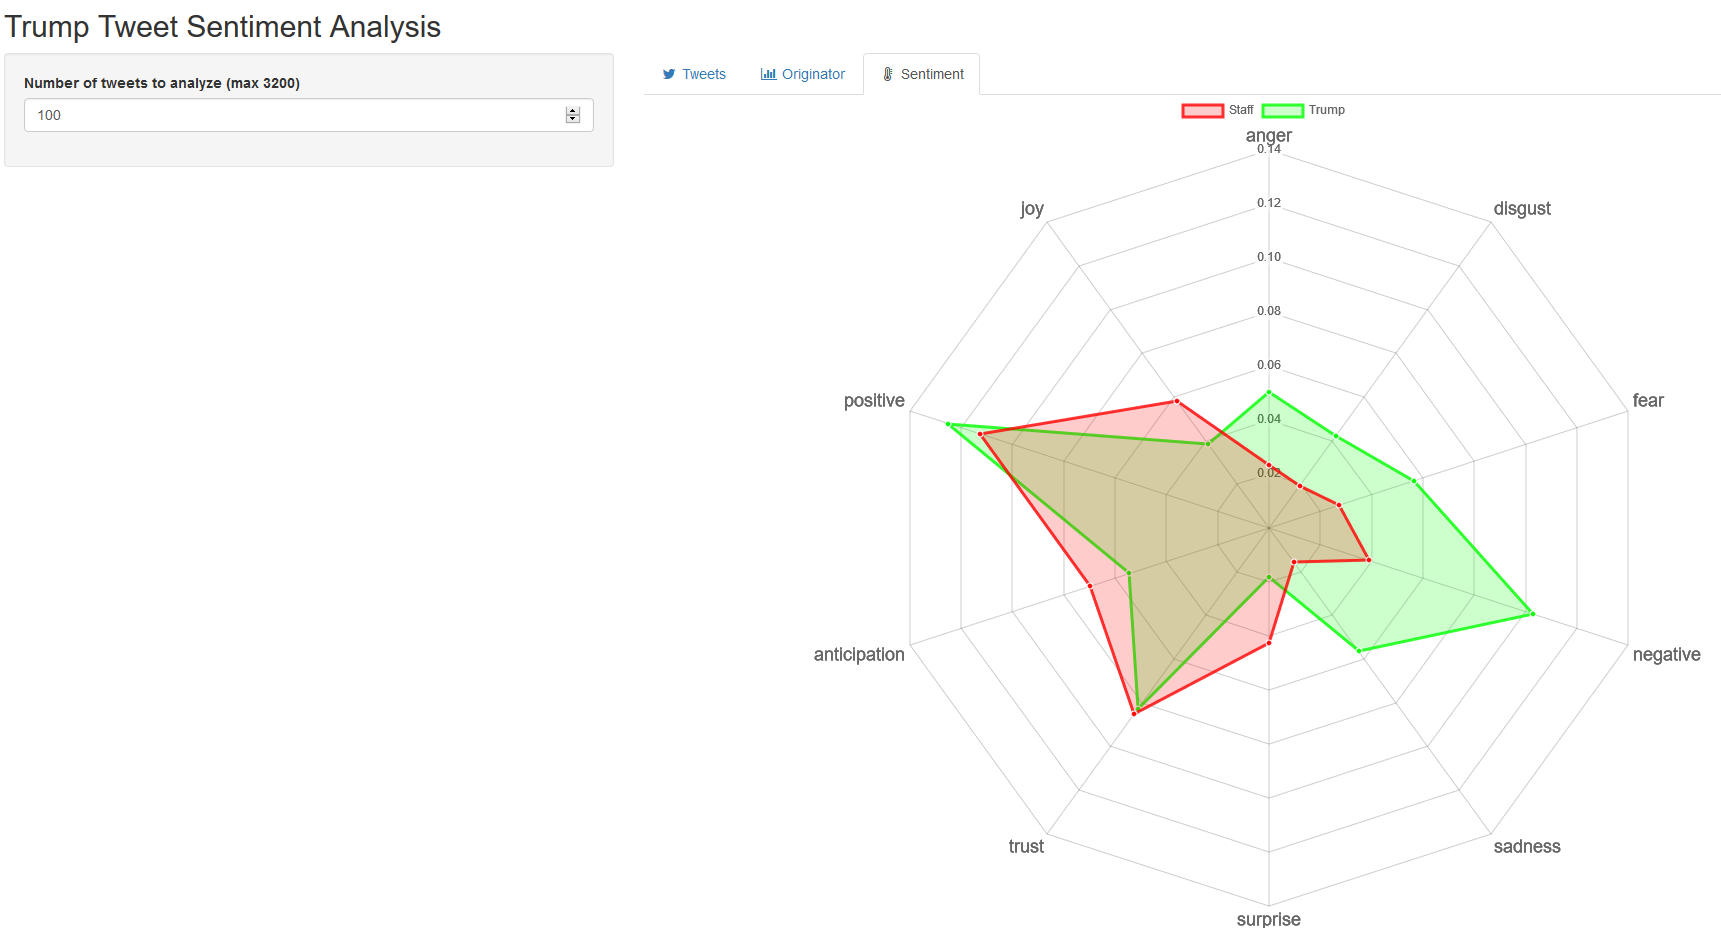 Trump Tweet Sentiment Analysis
Number of tweets to analyze (max 3200)
100
Tweets
Originator
Sentiment
Staff
Trump
anger
0.14
0.12
0.10
0.08
0.06
0.04
0.02
joy
disgust
positive
fear
anticipation
negative
trust
sadness
surprise